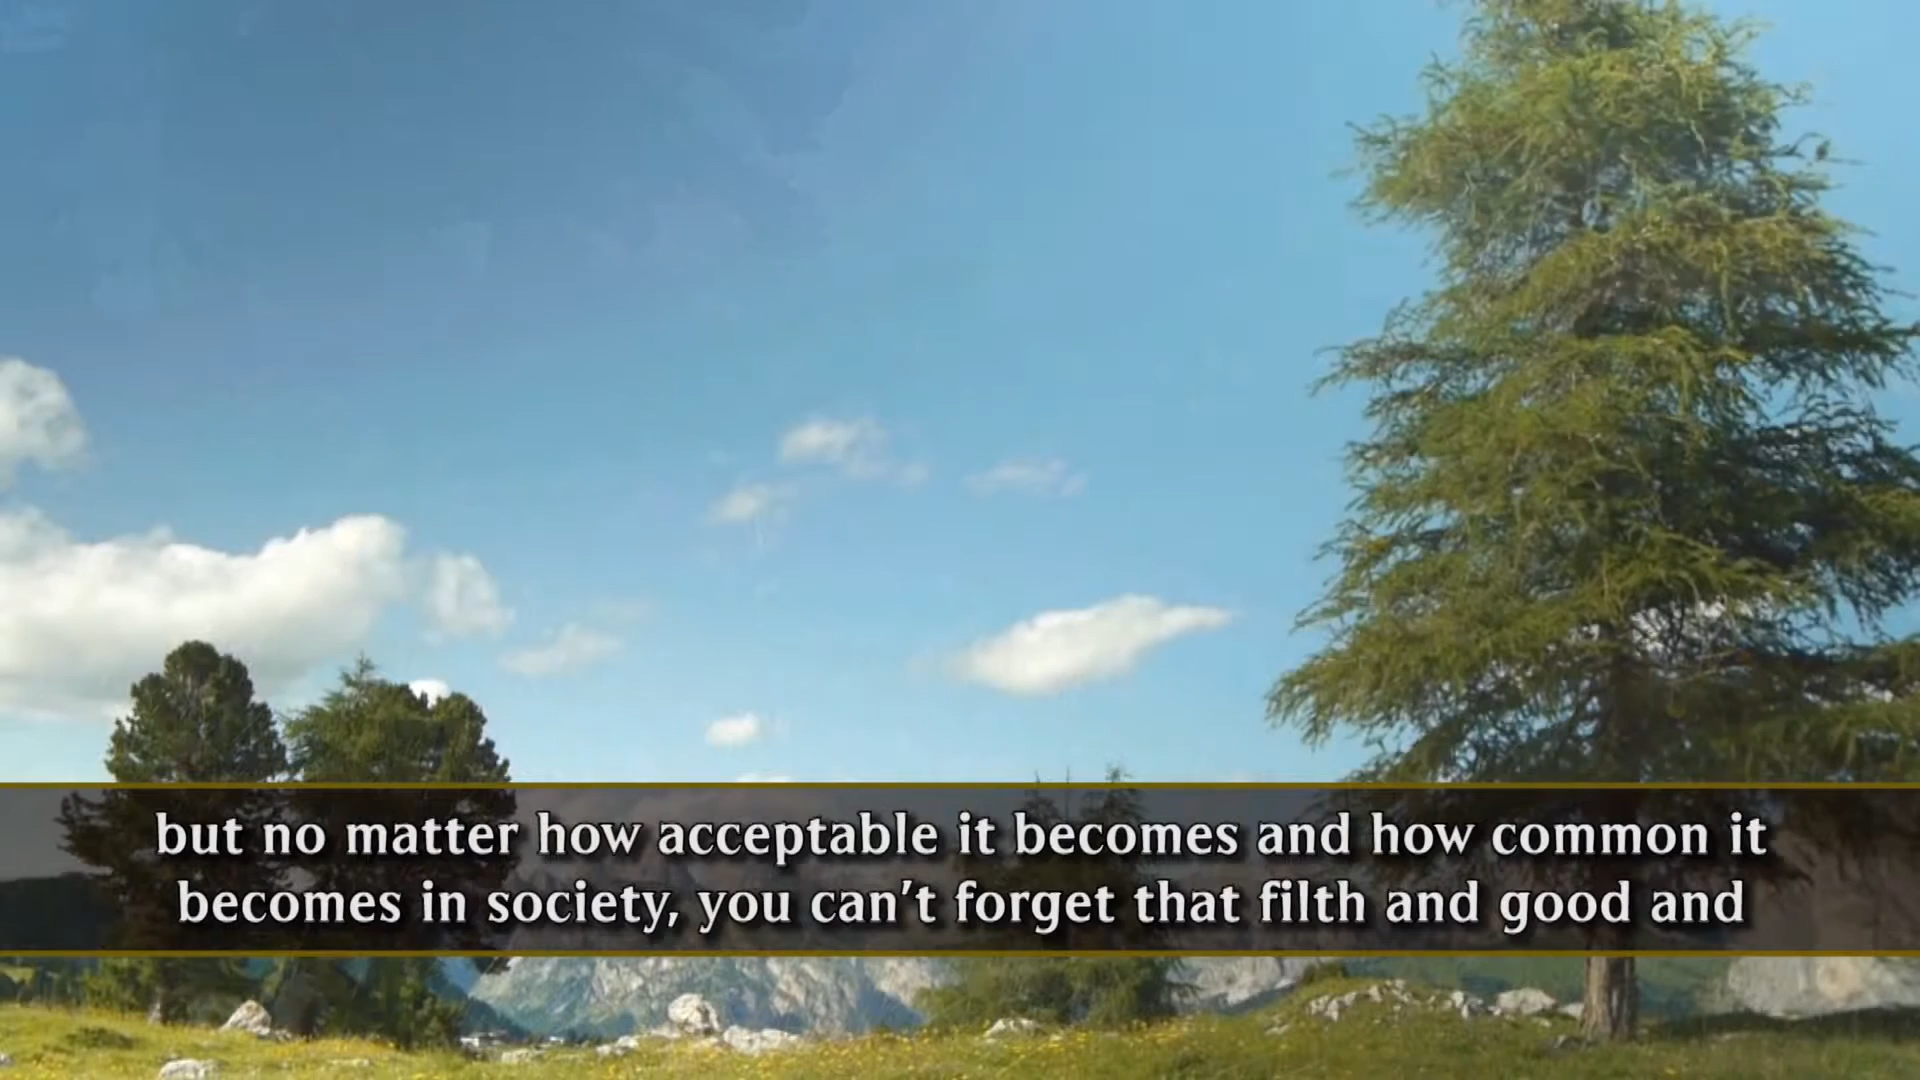 but no matter how acceptable it becomes and how common it
becomes in society, you can't forget that filth and good and